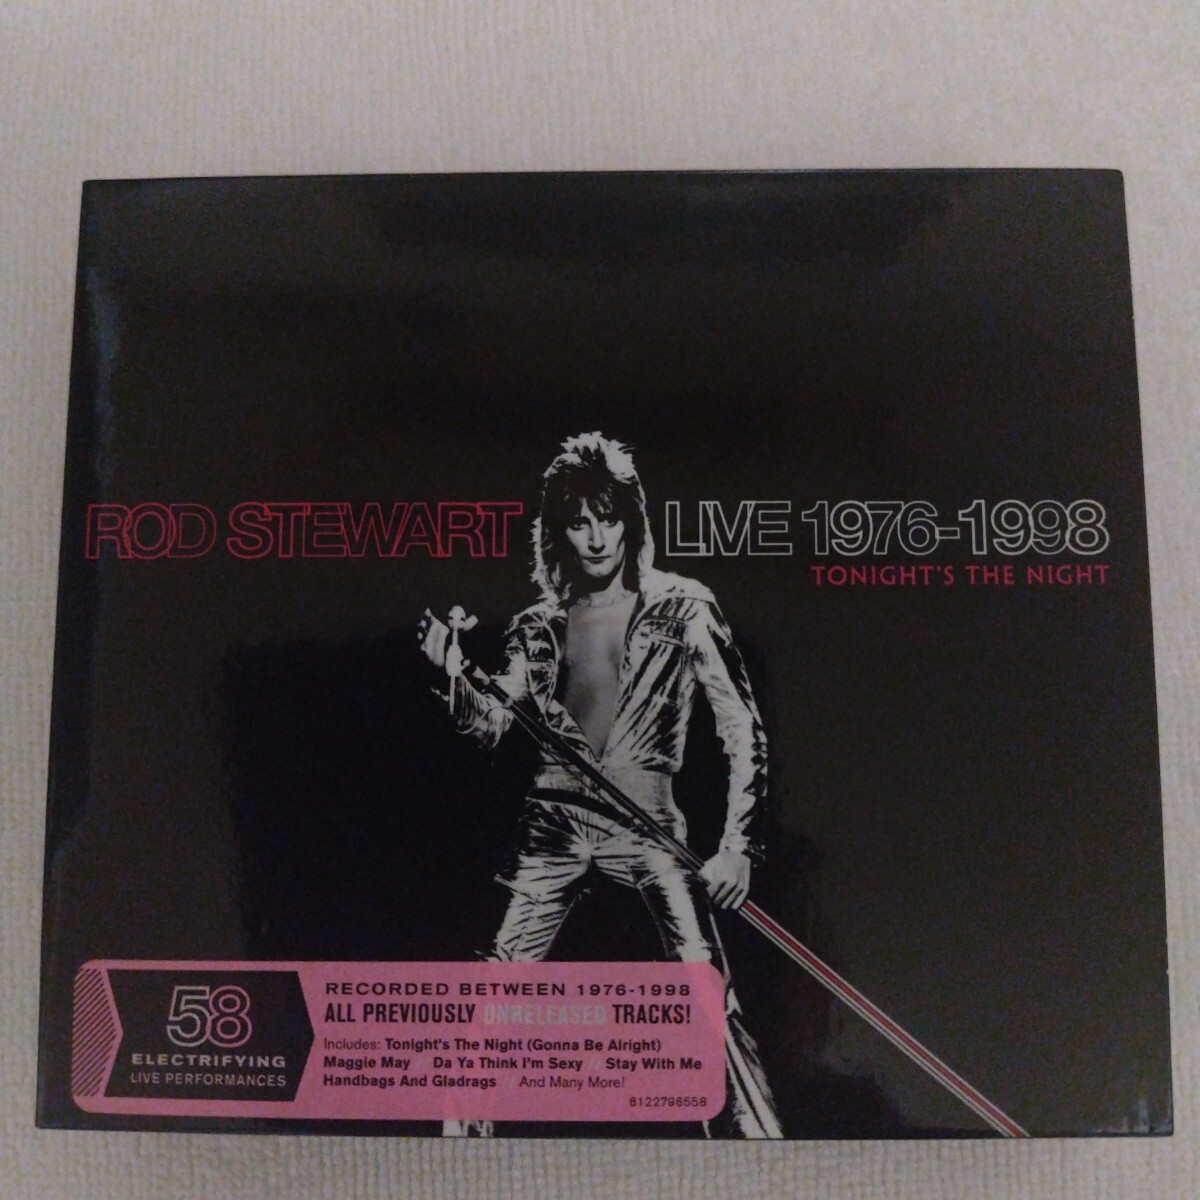 ROD STEWART LIVE 1976-1998
TONIGHT'S THE NIGHT
58
ELECTRIFYING
LIVE PERFORMANCES
RECORDED BETWEEN 1976-1998
ALL PREVIOUSLY UNRELEASED TRACKS!
Includes: Tonight's The Night (Gonna Be Alright)
Maggie May / Da Ya Think I'm Sexy / Stay With Me
Handbags And Gladrags / And Many More!
8122796558